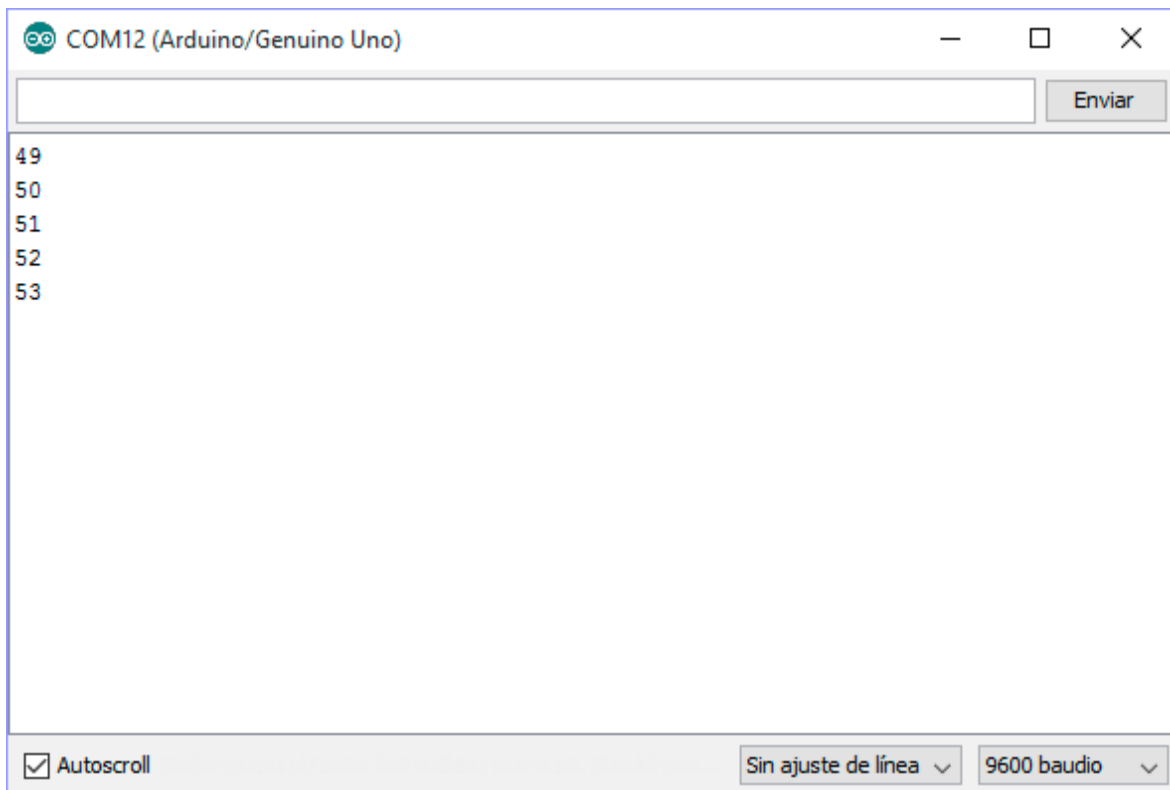 COM12 (Arduino/Genuino Uno)
Enviar
49
50
51
52
53
Autoscroll
Sin ajuste de línea
9600 baudio